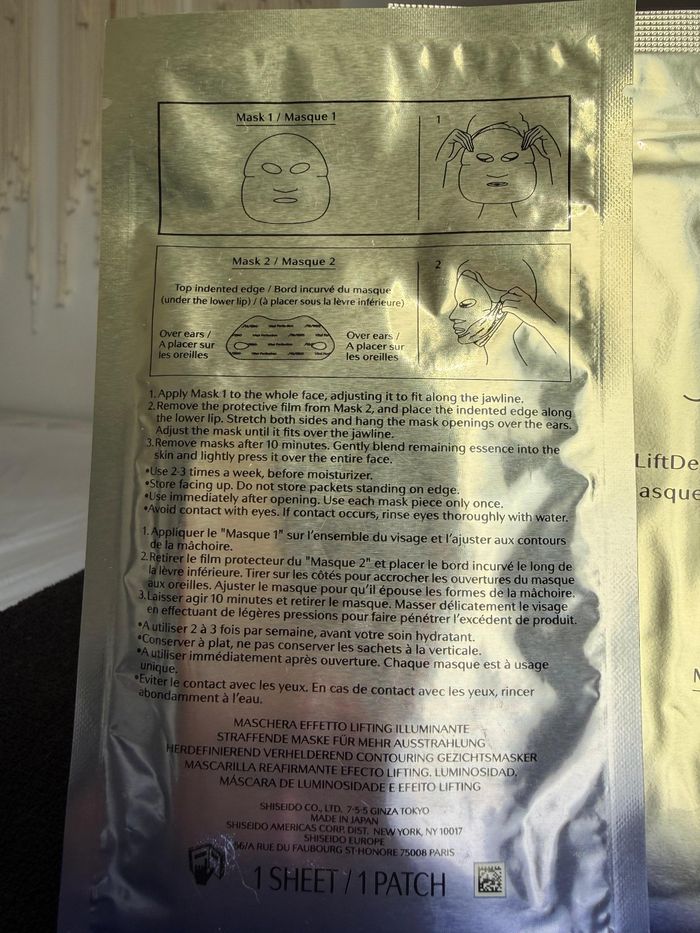 Mask 1 / Masque 1
1
Mask 2 / Masque 2
2
Top indented edge / Bord incurvé du masque
(under the lower lip) / (à placer sous la lèvre inférieure)
Over ears /
A placer sur
les oreilles
Over ears /
A placer sur
les oreilles
1. Apply Mask 1 to the whole face, adjusting it to fit along the jawline.
2. Remove the protective film from Mask 2, and place the indented edge along
the lower lip. Stretch both sides and hang the mask openings over the ears.
Adjust the mask until it fits over the jawline.
3. Remove masks after 10 minutes. Gently blend remaining essence into the
skin and lightly press it over the entire face.
•Use 2-3 times a week, before moisturizer.
•Store facing up. Do not store packets standing on edge.
•Use immediately after opening. Use each mask piece only once.
•Avoid contact with eyes. If contact occurs, rinse eyes thoroughly with water.
1. Appliquer le "Masque 1" sur l'ensemble du visage et l'ajuster aux contours
de la mâchoire.
2. Retirer le film protecteur du "Masque 2" et placer le bord incurvé le long de
la lèvre inférieure. Tirer sur les côtés pour accrocher les ouvertures du masque
aux oreilles. Ajuster le masque pour qu'il épouse les formes de la mâchoire.
3. Laisser agir 10 minutes et retirer le masque. Masser délicatement le visage
en effectuant de légères pressions pour faire pénétrer l'excédent de produit.
•A utiliser 2 à 3 fois par semaine, avant votre soin hydratant.
•Conserver à plat, ne pas conserver les sachets à la verticale.
•A utiliser immédiatement après ouverture. Chaque masque est à usage
unique.
•Eviter le contact avec les yeux. En cas de contact avec les yeux, rincer
abondamment à l'eau.
MASCHERA EFFETTO LIFTING ILLUMINANTE
STRAFFENDE MASKE FÜR MEHR AUSSTRAHLUNG
HERDEFINIEREND VERHELDEREND CONTOURING GEZICHTSMASKER
MASCARILLA REAFIRMANTE EFECTO LIFTING. LUMINOSIDAD.
MÁSCARA DE LUMINOSIDADE E EFEITO LIFTING
SHISEIDO CO., LTD. 7-5-5 GINZA TOKYO
MADE IN JAPAN
SHISEIDO AMERICAS CORP. DIST. NEW YORK, NY 10017
SHISEIDO EUROPE
56/A RUE DU FAUBOURG ST-HONORE 75008 PARIS
1 SHEET / 1 PATCH
LiftDe
asque